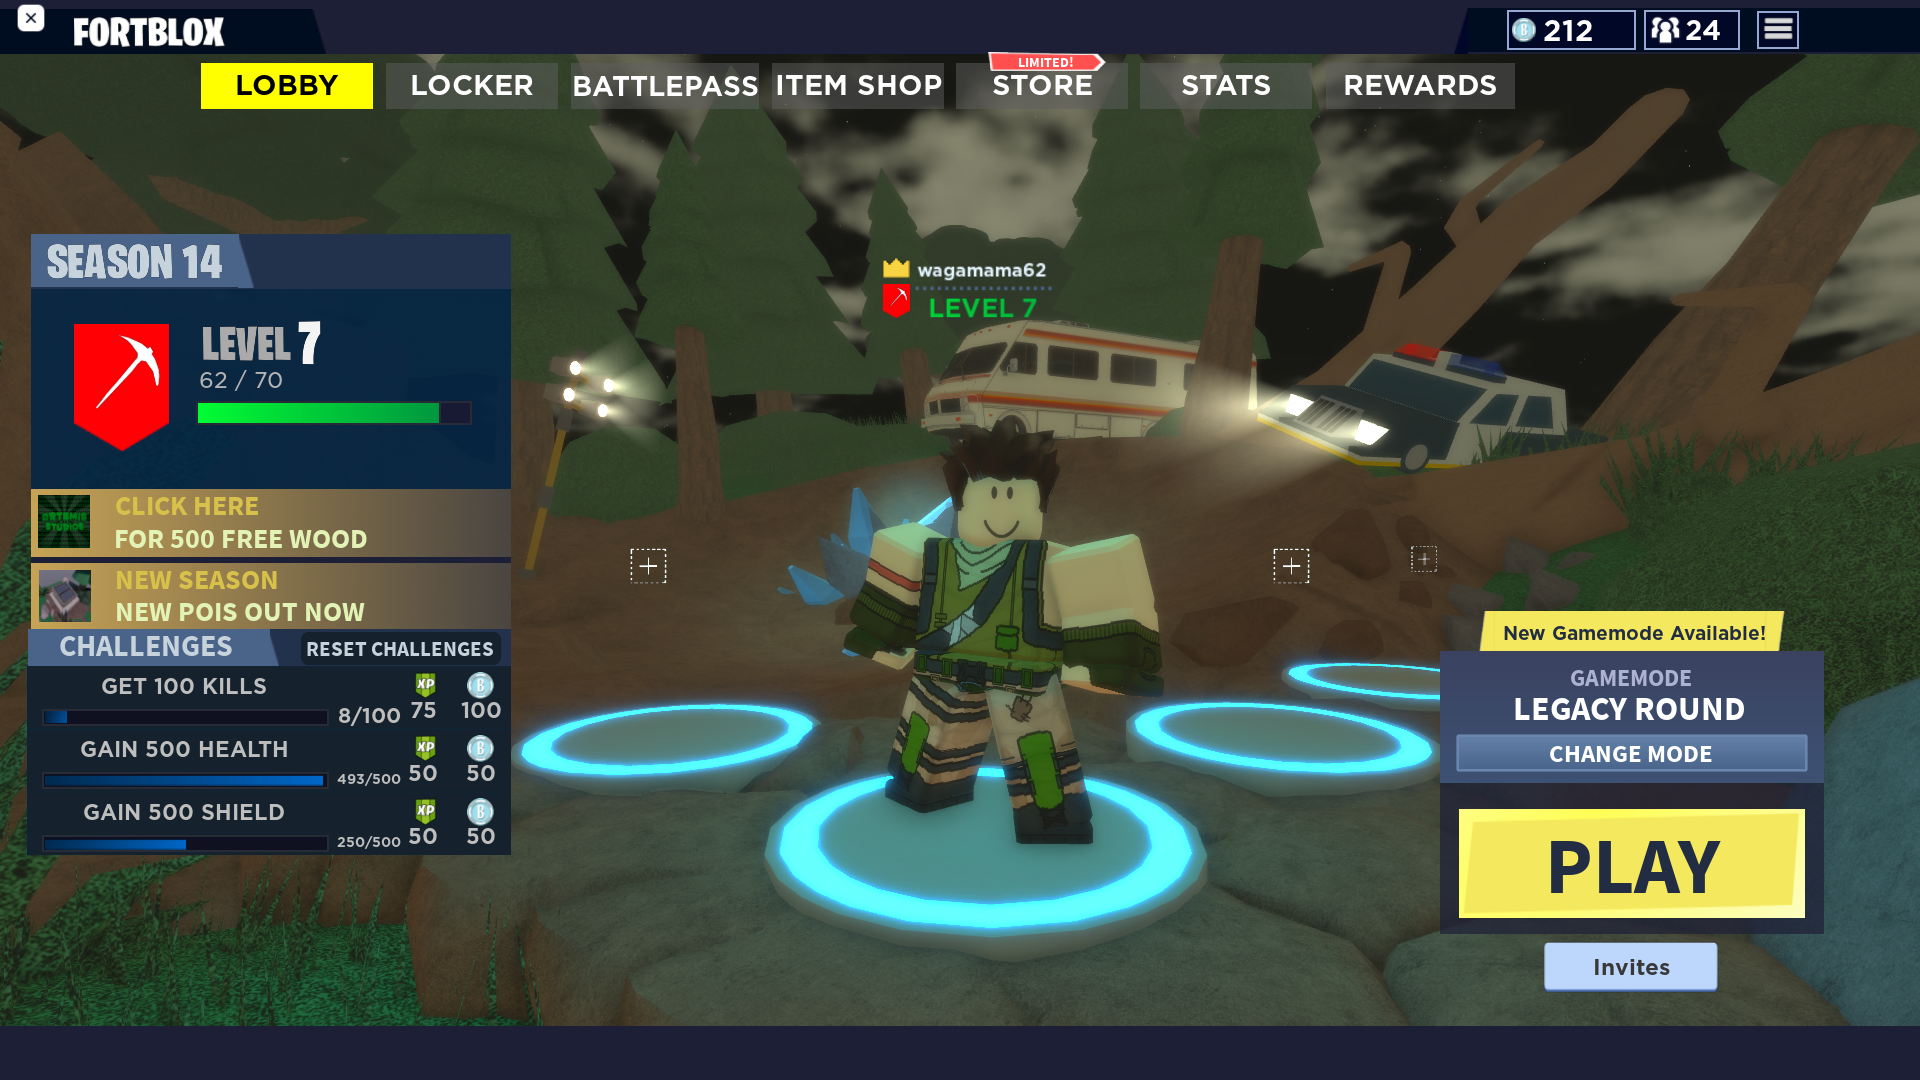 FORTBLOX
212
24
LIMITED!
LOBBY
LOCKER
BATTLEPASS
ITEM SHOP
STORE
STATS
REWARDS
SEASON 14
LEVEL 7
62 / 70
CLICK HERE
FOR 500 FREE WOOD
ARTEMIS
STUDIOS
NEW SEASON
NEW POIS OUT NOW
CHALLENGES
RESET CHALLENGES
GET 100 KILLS
8/100
XP
75
B
100
GAIN 500 HEALTH
493/500
XP
50
B
50
GAIN 500 SHIELD
250/500
XP
50
B
50
wagamama62
LEVEL 7
New Gamemode Available!
GAMEMODE
LEGACY ROUND
CHANGE MODE
PLAY
Invites